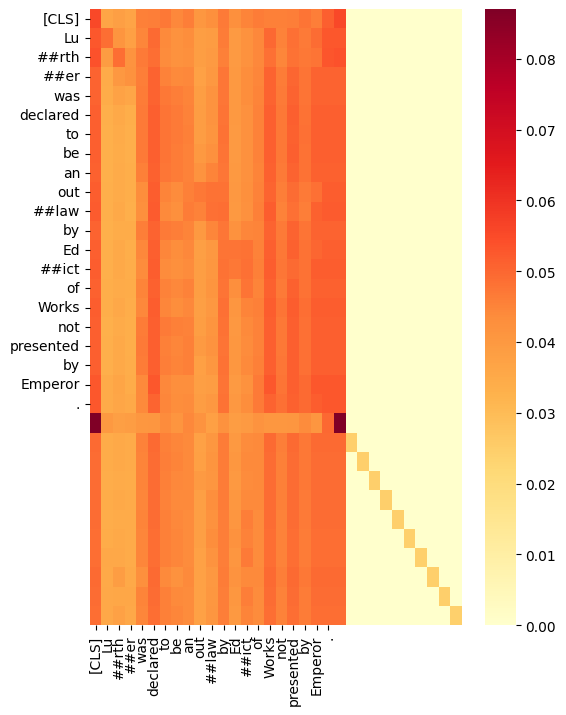 [CLS]
Lu
##rth
##er
was
declared
to
be
an
out
##law
by
Ed
##ict
of
Works
not
presented
by
Emperor
.
[CLS]
Lu
##rth
##er
was
declared
to
be
an
out
##law
by
Ed
##ict
of
Works
not
presented
by
Emperor
.
0.08
0.07
0.06
0.05
0.04
0.03
0.02
0.01
0.00